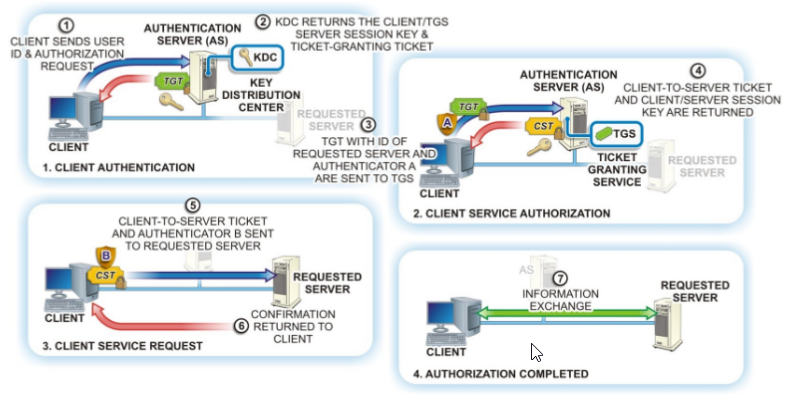 ①
CLIENT SENDS USER
ID & AUTHORIZATION
REQUEST
AUTHENTICATION
SERVER (AS)
② KDC RETURNS THE CLIENT/TGS
SERVER SESSION KEY &
TICKET-GRANTING TICKET
KDC
TGT
KEY
DISTRIBUTION
CENTER
REQUESTED
SERVER
CLIENT
1. CLIENT AUTHENTICATION
③
TGT WITH ID OF
REQUESTED SERVER AND
AUTHENTICATOR A
ARE SENT TO TGS
AUTHENTICATION
SERVER (AS)
④
CLIENT-TO-SERVER TICKET
AND CLIENT/SERVER SESSION
KEY ARE RETURNED
TGT
A
CST
TGS
TICKET
GRANTING
SERVICE
REQUESTED
SERVER
CLIENT
2. CLIENT SERVICE AUTHORIZATION
⑤
CLIENT-TO-SERVER TICKET
AND AUTHENTICATOR B SENT
TO REQUESTED SERVER
B
CST
REQUESTED
SERVER
CLIENT
⑥ CONFIRMATION
RETURNED TO
CLIENT
3. CLIENT SERVICE REQUEST
AS
⑦
INFORMATION
EXCHANGE
REQUESTED
SERVER
CLIENT
4. AUTHORIZATION COMPLETED